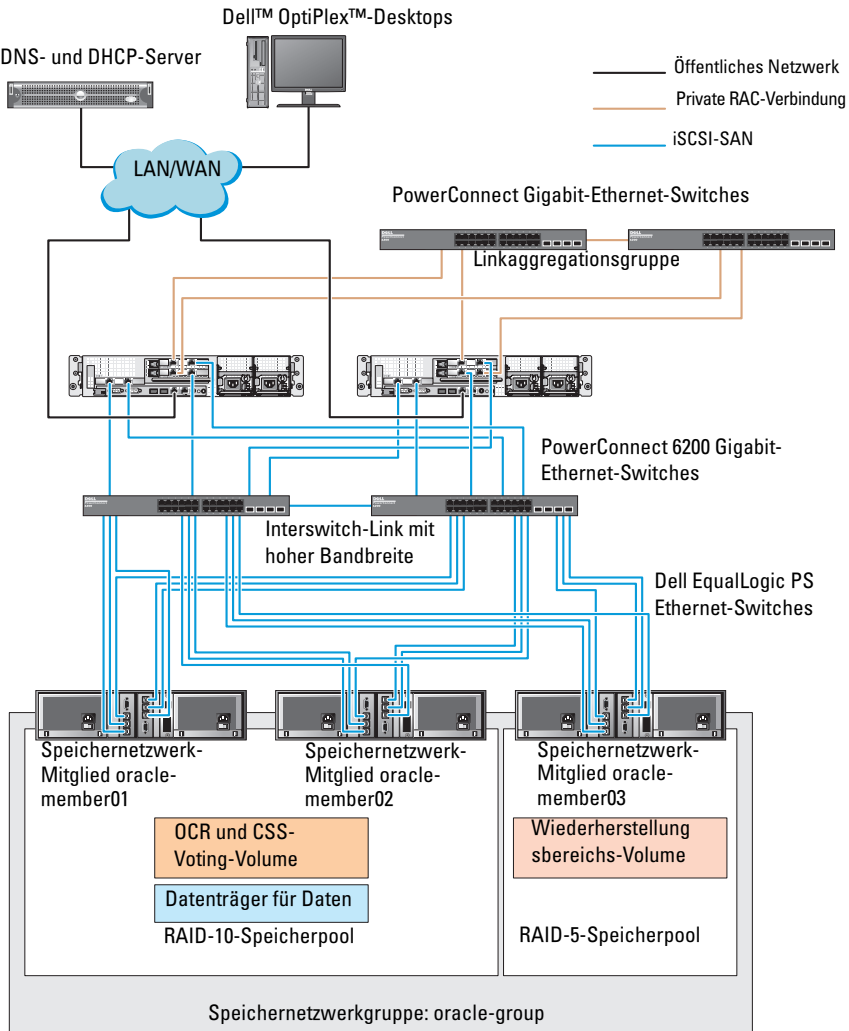 Dell™ OptiPlex™-Desktops
DNS- und DHCP-Server
Öffentliches Netzwerk
Private RAC-Verbindung
iSCSI-SAN
LAN/WAN
PowerConnect Gigabit-Ethernet-Switches
Linkaggregationsgruppe
PowerConnect 6200 Gigabit-
Ethernet-Switches
Interswitch-Link mit
hoher Bandbreite
Dell EqualLogic PS
Ethernet-Switches
Speichernetzwerk-
Mitglied oracle-
member01
Speichernetzwerk-
Mitglied oracle-
member02
Speichernetzwerk-
Mitglied oracle-
member03
OCR und CSS-
Voting-Volume
Wiederherstellung
sbereichs-Volume
Datenträger für Daten
RAID-10-Speicherpool
RAID-5-Speicherpool
Speichernetzwerkgruppe: oracle-group